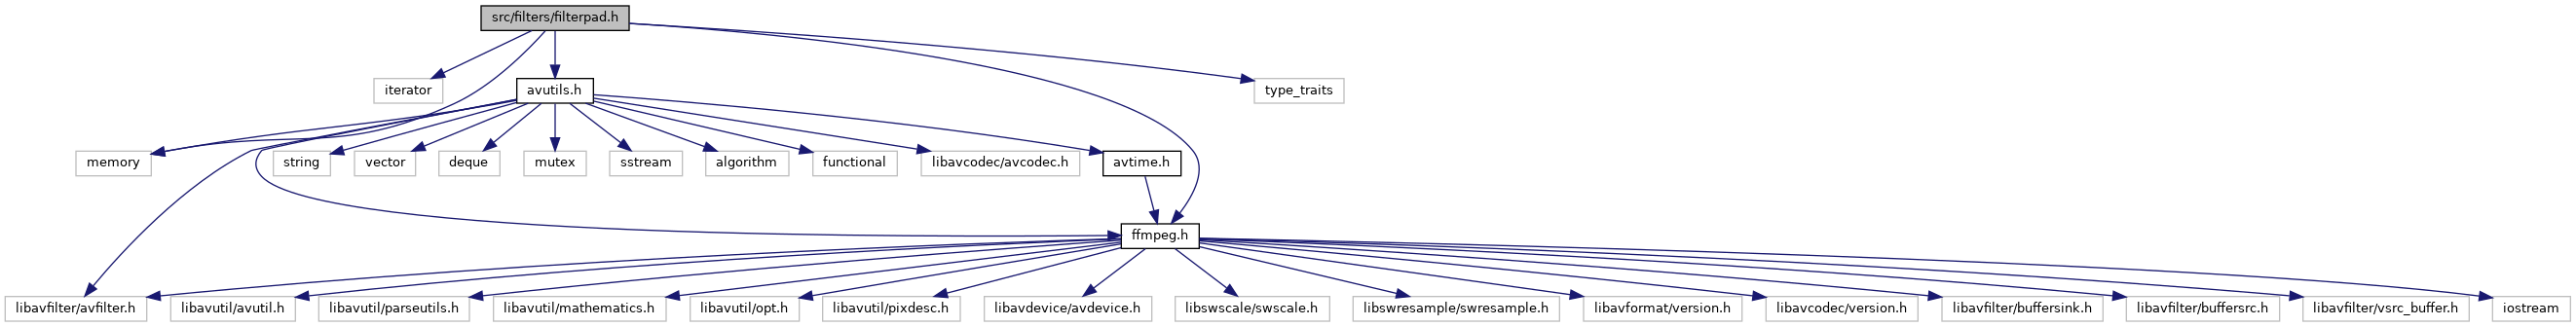 src/filters/filterpad.h
iterator
avutils.h
type_traits
memory
string
vector
deque
mutex
sstream
algorithm
functional
libavcodec/avcodec.h
avtime.h
ffmpeg.h
libavfilter/avfilter.h
libavutil/avutil.h
libavutil/parseutils.h
libavutil/mathematics.h
libavutil/opt.h
libavutil/pixdesc.h
libavdevice/avdevice.h
libswscale/swscale.h
libswresample/swresample.h
libavformat/version.h
libavcodec/version.h
libavfilter/buffersink.h
libavfilter/buffersrc.h
libavfilter/vsrc_buffer.h
iostream